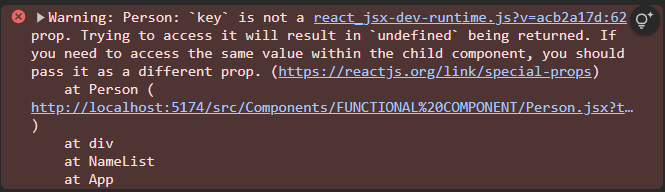 Warning: Person: `key` is not a react_jsx-dev-runtime.js?v=acb2a17d:62
prop. Trying to access it will result in `undefined` being returned. If
you need to access the same value within the child component, you should
pass it as a different prop. (https://reactjs.org/link/special-props)
at Person (
http://localhost:5174/src/Components/FUNCTIONAL%20COMPONENT/Person.jsx?t…
)
at div
at NameList
at App